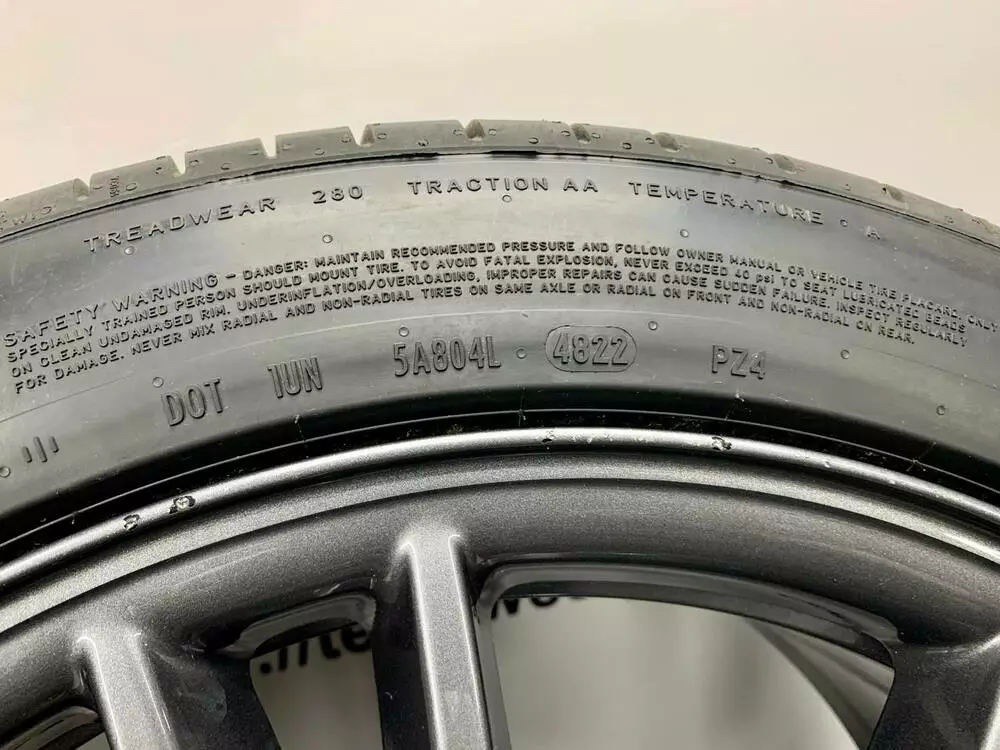 TREADWEAR 280 TRACTION AA TEMPERATURE A
SAFETY WARNING – DANGER: MAINTAIN RECOMMENDED PRESSURE AND FOLLOW OWNER MANUAL OR VEHICLE TIRE PLACARD. ONLY
SPECIALLY TRAINED PERSON SHOULD MOUNT TIRE. TO AVOID FATAL EXPLOSION, NEVER EXCEED 40 psi TO SEAT LUBRICATED BEADS
ON CLEAN UNDAMAGED RIM. UNDERINFLATION/OVERLOADING, IMPROPER REPAIRS CAN CAUSE SUDDEN FAILURE. INSPECT REGULARLY
FOR DAMAGE. NEVER MIX RADIAL AND NON-RADIAL TIRES ON SAME AXLE OR RADIAL ON FRONT AND NON-RADIAL ON REAR.
DOT 1UN 5A804L 4822 PZ4